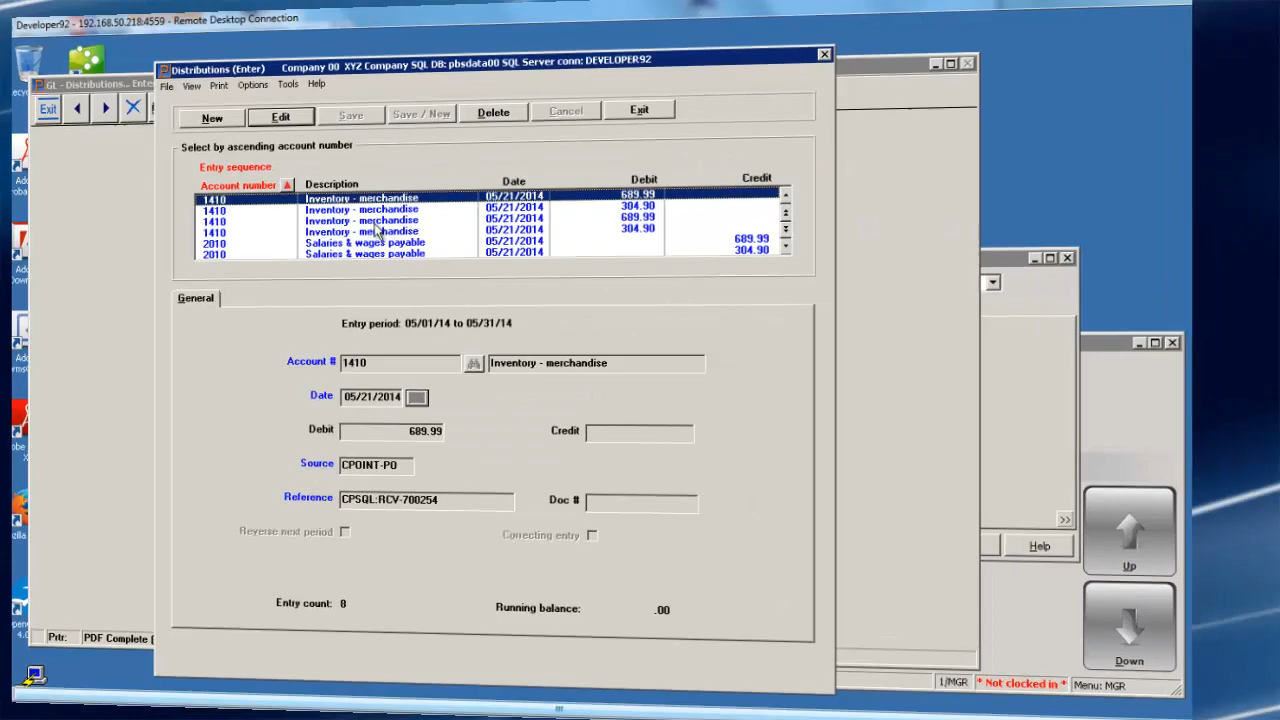 Developer92 - 192.168.50.218:4559 - Remote Desktop Connection
GL - Distributions... Ente
Exit
Distributions (Enter) Company 00 XYZ Company SQL DB: pbsdata00 SQL Server conn: DEVELOPER92
File View Print Options Tools Help
New Edit Save Save / New Delete Cancel Exit
Select by ascending account number
Entry sequence
Account number Description Date Debit Credit
1410 Inventory - merchandise 05/21/2014 689.99
1410 Inventory - merchandise 05/21/2014 304.90
1410 Inventory - merchandise 05/21/2014 689.99
1410 Inventory - merchandise 05/21/2014 304.90
2010 Salaries & wages payable 05/21/2014 689.99
2010 Salaries & wages payable 05/21/2014 304.90
General
Entry period: 05/01/14 to 05/31/14
Account # 1410 Inventory - merchandise
Date 05/21/2014
Debit 689.99 Credit
Source CPOINT-PO
Reference CPSQL:RCV-700254 Doc #
Reverse next period Correcting entry
Entry count: 8 Running balance: .00
Prtr: PDF Complete (
>>
Help
Up
Down
1/MGR * Not clocked in * Menu: MGR